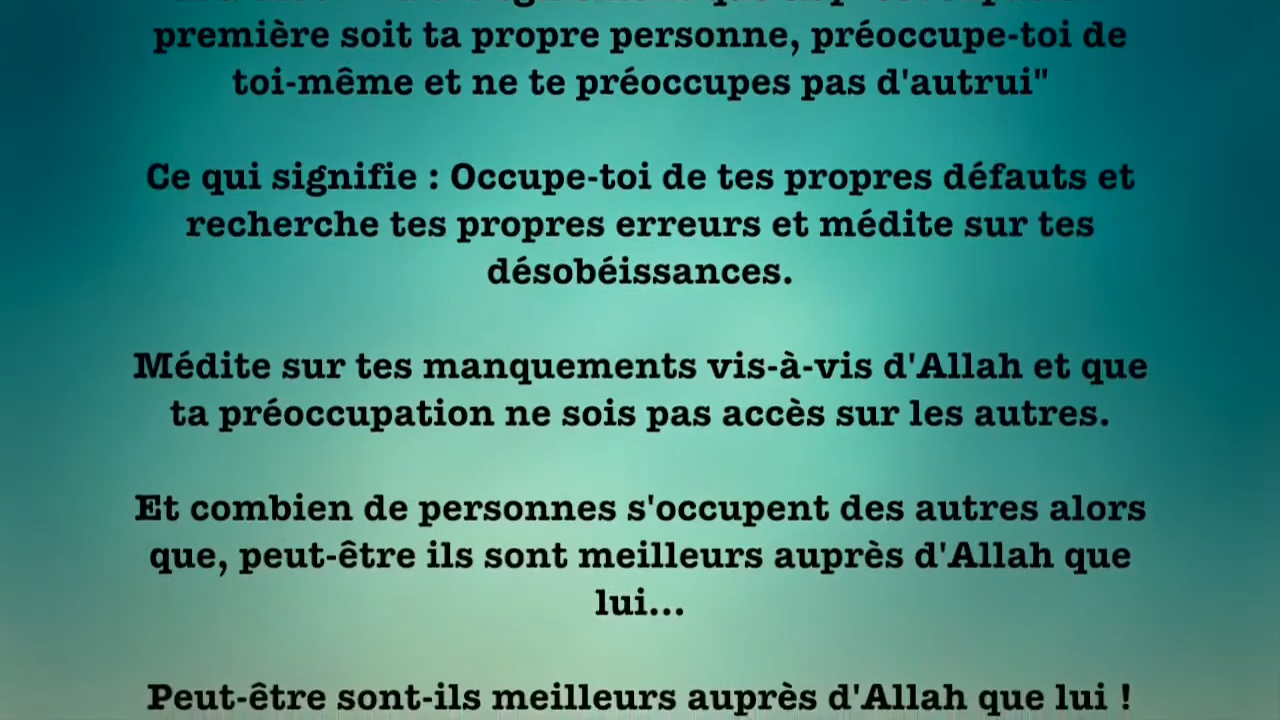 première soit ta propre personne, préoccupe-toi de
toi-même et ne te préoccupes pas d'autrui"
Ce qui signifie : Occupe-toi de tes propres défauts et
recherche tes propres erreurs et médite sur tes
désobéissances.
Médite sur tes manquements vis-à-vis d'Allah et que
ta préoccupation ne sois pas accès sur les autres.
Et combien de personnes s'occupent des autres alors
que, peut-être ils sont meilleurs auprès d'Allah que
lui...
Peut-être sont-ils meilleurs auprès d'Allah que lui !